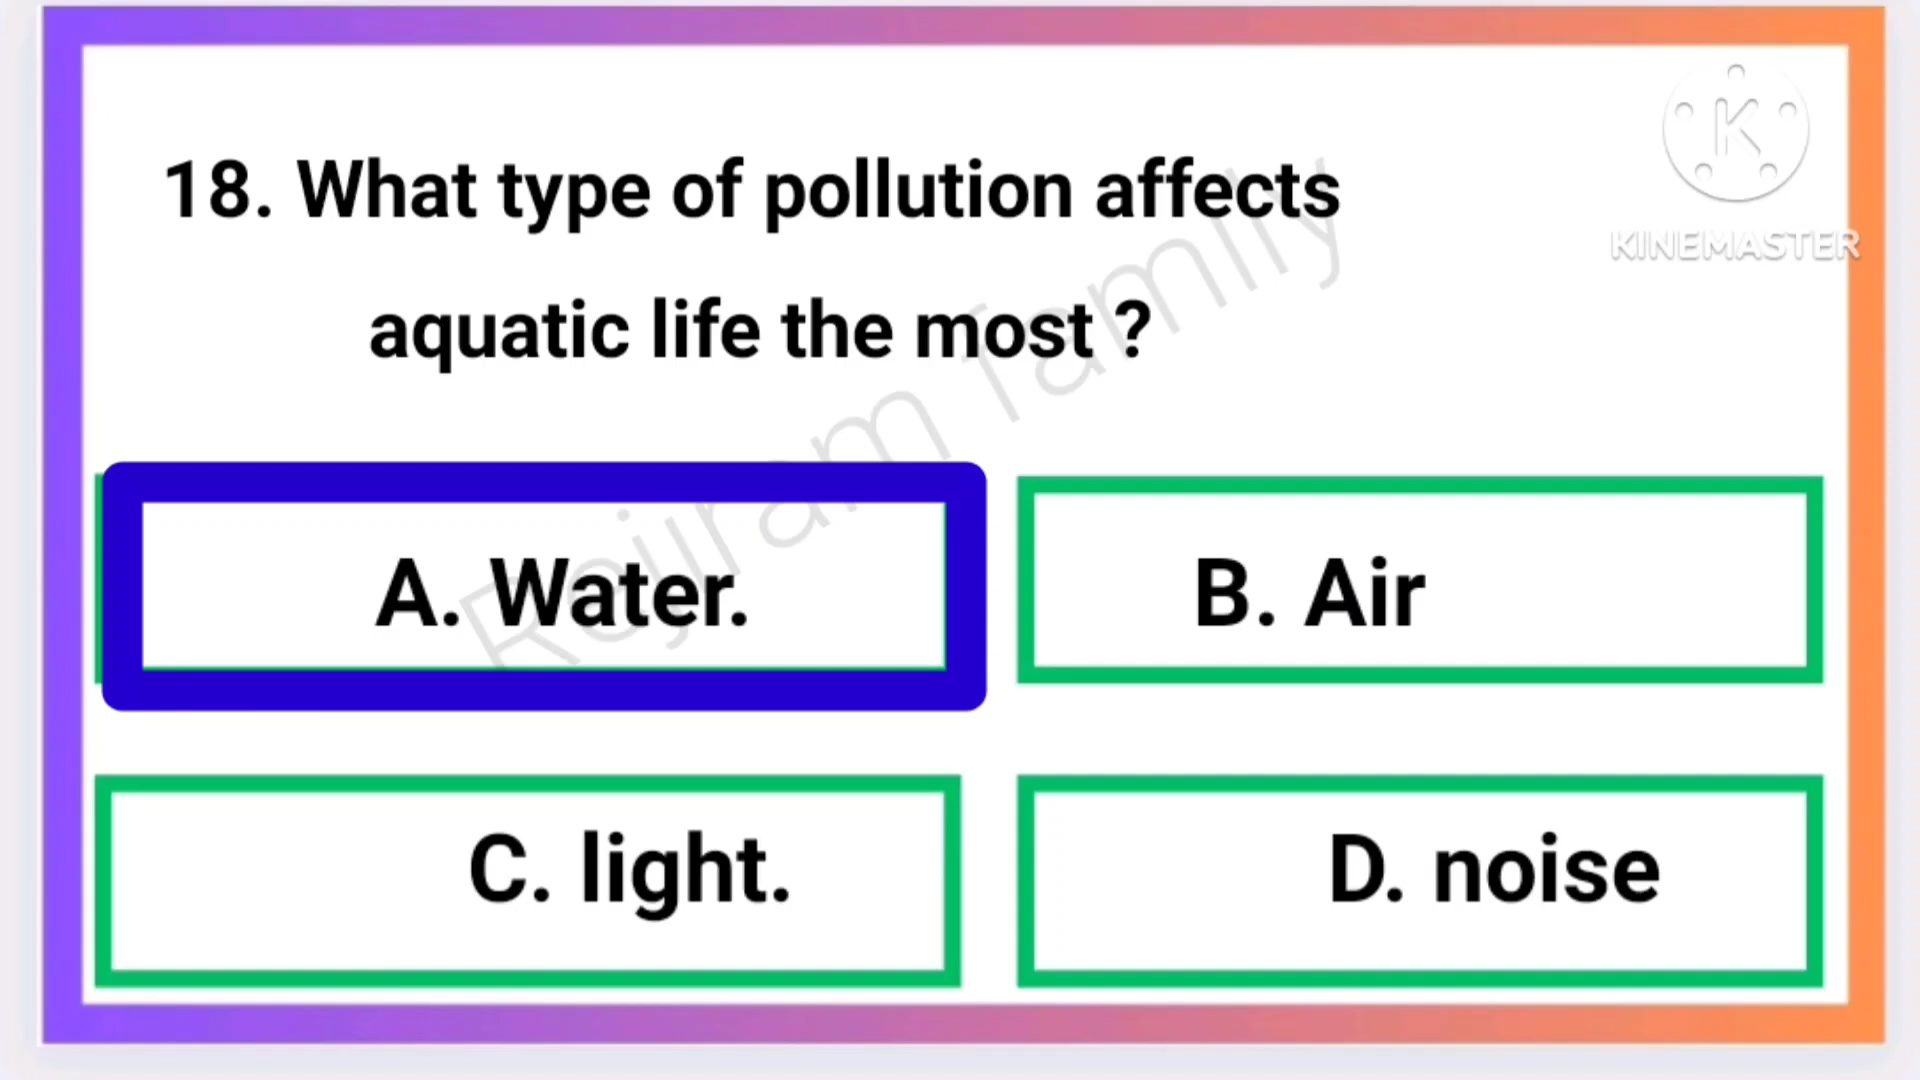 18. What type of pollution affects
aquatic life the most ?
A. Water.
B. Air
C. light.
D. noise
KINEMASTER